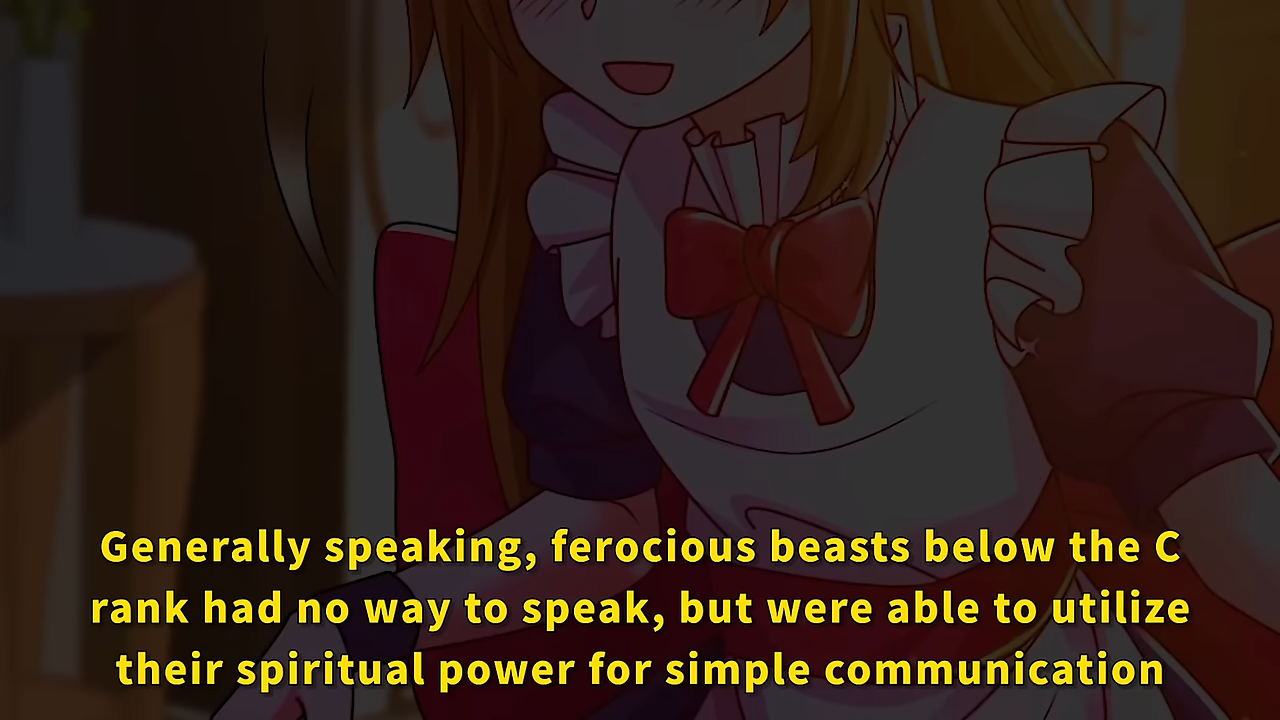 Generally speaking, ferocious beasts below the C
rank had no way to speak, but were able to utilize
their spiritual power for simple communication